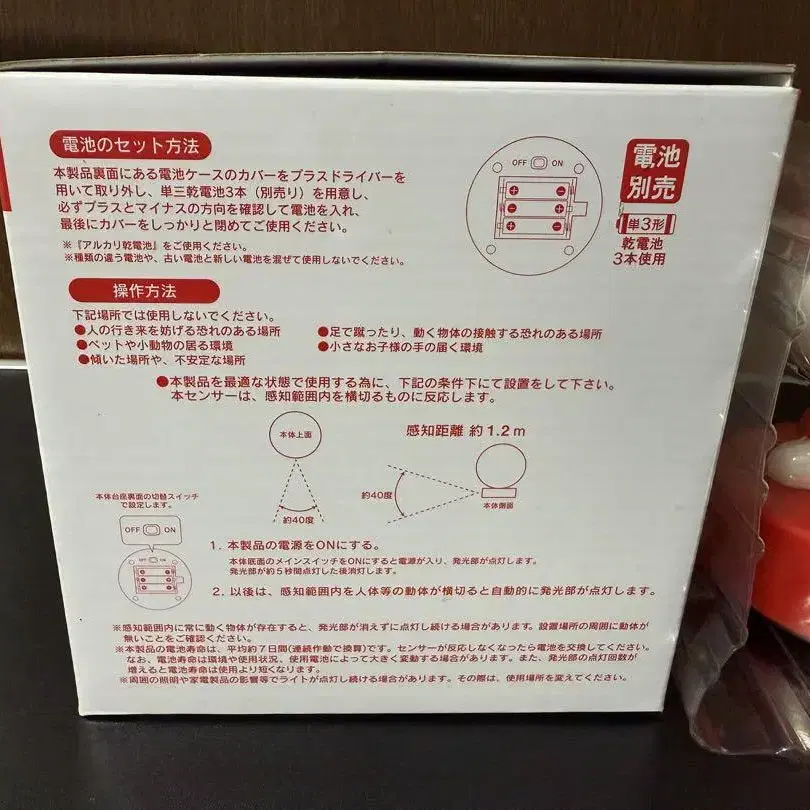 電池のセット方法
本製品裏面にある電池ケースのカバーをプラスドライバーを
用いて取り外し、単三乾電池3本（別売り）を用意し、
必ずプラスとマイナスの方向を確認して電池を入れ、
最後にカバーをしっかりと閉めてご使用ください。
※『アルカリ乾電池』をご使用ください。
※種類の違う電池や、古い電池と新しい電池を混ぜて使用しないでください。
OFF ON
電池
別売
単3形
乾電池
3本使用
操作方法
下記場所では使用しないでください。
●人の行き来を妨げる恐れのある場所
●足で蹴ったり、動く物体の接触する恐れのある場所
●ペットや小動物の居る環境
●小さなお子様の手の届く環境
●傾いた場所や、不安定な場所
●本製品を最適な状態で使用する為に、下記の条件下にて設置をして下さい。
本センサーは、感知範囲内を横切るものに反応します。
本体上面
約40度
感知距離 約1.2m
約40度
本体側面
本体台座裏面の切替スイッチ
で設定します。
OFF ON
1. 本製品の電源をONにする。
本体底面のメインスイッチをONにすると電源が入り、発光部が点灯します。
発光部が約5秒間点灯した後消灯します。
2. 以後は、感知範囲内を人体等の動体が横切ると自動的に発光部が点灯します。
※感知範囲内に常に動く物体が存在すると、発光部が消えずに点灯し続ける場合があります。設置場所の周囲に動体が
無いことをご確認ください。
※本製品の電池寿命は、平均約7日間(連続作動で換算)です。センサーが反応しなくなったら電池を交換してください。
なお、電池寿命は環境や使用状況、使用電池によって大きく変動する場合があります。また、発光部の点灯回数が
増えると電池寿命は使用より短くなります。
※周囲の照明や家電製品の影響等でライトが点灯し続ける場合があります。その際は、使用場所を変えてください。